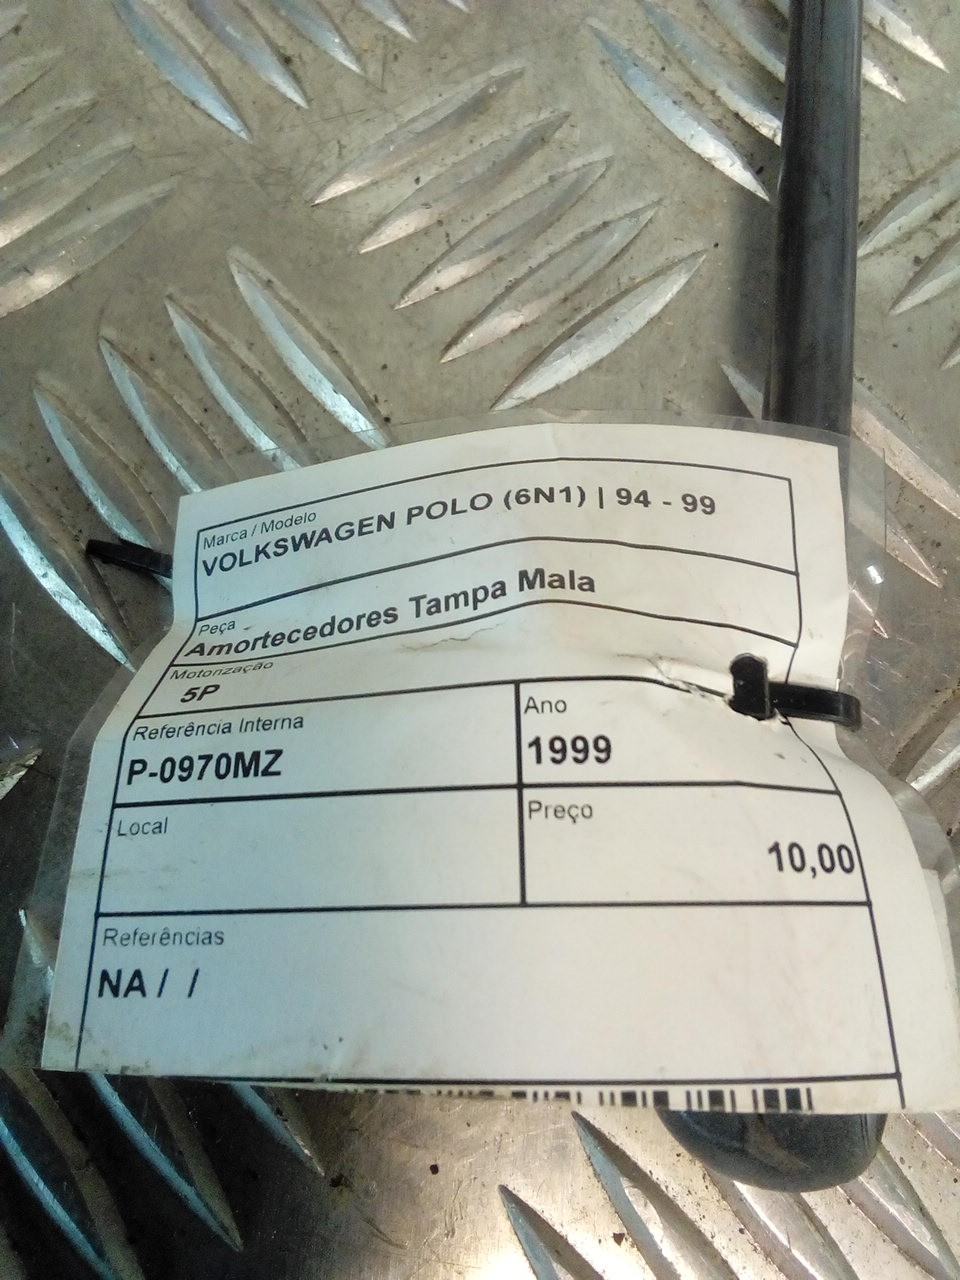 Marca / Modelo
VOLKSWAGEN POLO (6N1) | 94 - 99
Peça
Amortecedores Tampa Mala
Motorização
5P
Referência Interna
P-0970MZ
Ano
1999
Local
Preço
10,00
Referências
NA / /